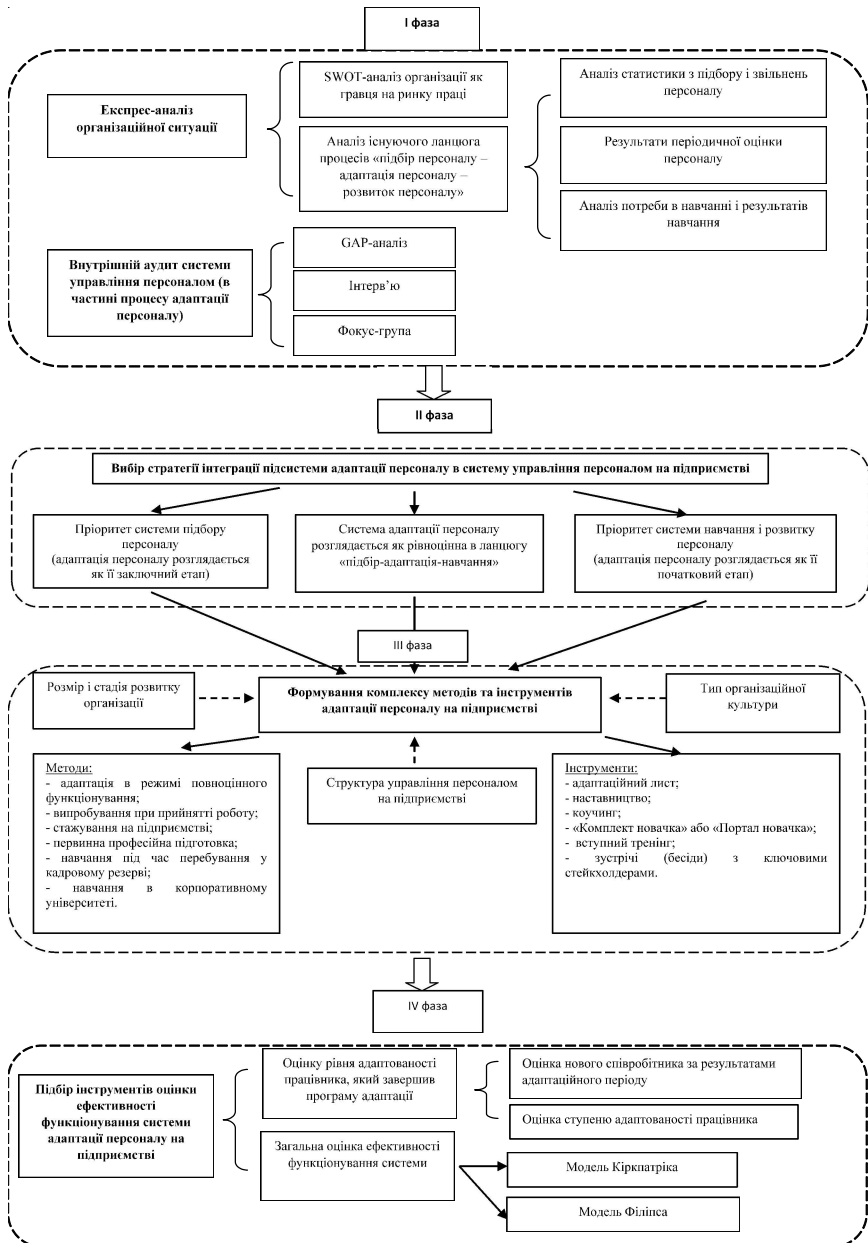 I фаза
Експрес-аналіз
організаційної ситуації
SWOT-аналіз організації як
гравця на ринку праці
Аналіз існуючого ланцюга
процесів «підбір персоналу –
адаптація персоналу –
розвиток персоналу»
Аналіз статистики з підбору і звільнень
персоналу
Результати періодичної оцінки
персоналу
Аналіз потреби в навчанні і результатів
навчання
Внутрішній аудит системи
управління персоналом (в
частині процесу адаптації
персоналу)
GAP-аналіз
Інтерв’ю
Фокус-група
II фаза
Вибір стратегії інтеграції підсистеми адаптації персоналу в систему управління персоналом на підприємстві
Пріоритет системи підбору
персоналу
(адаптація персоналу розглядається
як її заключний етап)
Система адаптації персоналу
розглядається як рівноцінна в ланцюгу
«підбір-адаптація-навчання»
Пріоритет системи навчання і розвитку
персоналу
(адаптація персоналу розглядається як її
початковий етап)
III фаза
Розмір і стадія розвитку
організації
Формування комплексу методів та інструментів
адаптації персоналу на підприємстві
Тип організаційної
культури
Методи:
- адаптація в режимі повноцінного
функціонування;
- випробування при прийнятті роботу;
- стажування на підприємстві;
- первинна професійна підготовка;
- навчання під час перебування у
кадровому резерві;
- навчання в корпоративному
університеті.
Структура управління персоналом
на підприємстві
Інструменти:
- адаптаційний лист;
- наставництво;
- коучинг;
- «Комплект новачка» або «Портал новачка»;
- вступний тренінг;
- зустрічі (бесіди) з ключовими
стейкхолдерами.
IV фаза
Підбір інструментів оцінки
ефективності
функціонування системи
адаптації персоналу на
підприємстві
Оцінку рівня адаптованості
працівника, який завершив
програму адаптації
Оцінка нового співробітника за результатами
адаптаційного періоду
Оцінка ступеню адаптованості працівника
Загальна оцінка ефективності
функціонування системи
Модель Кіркпатріка
Модель Філіпса